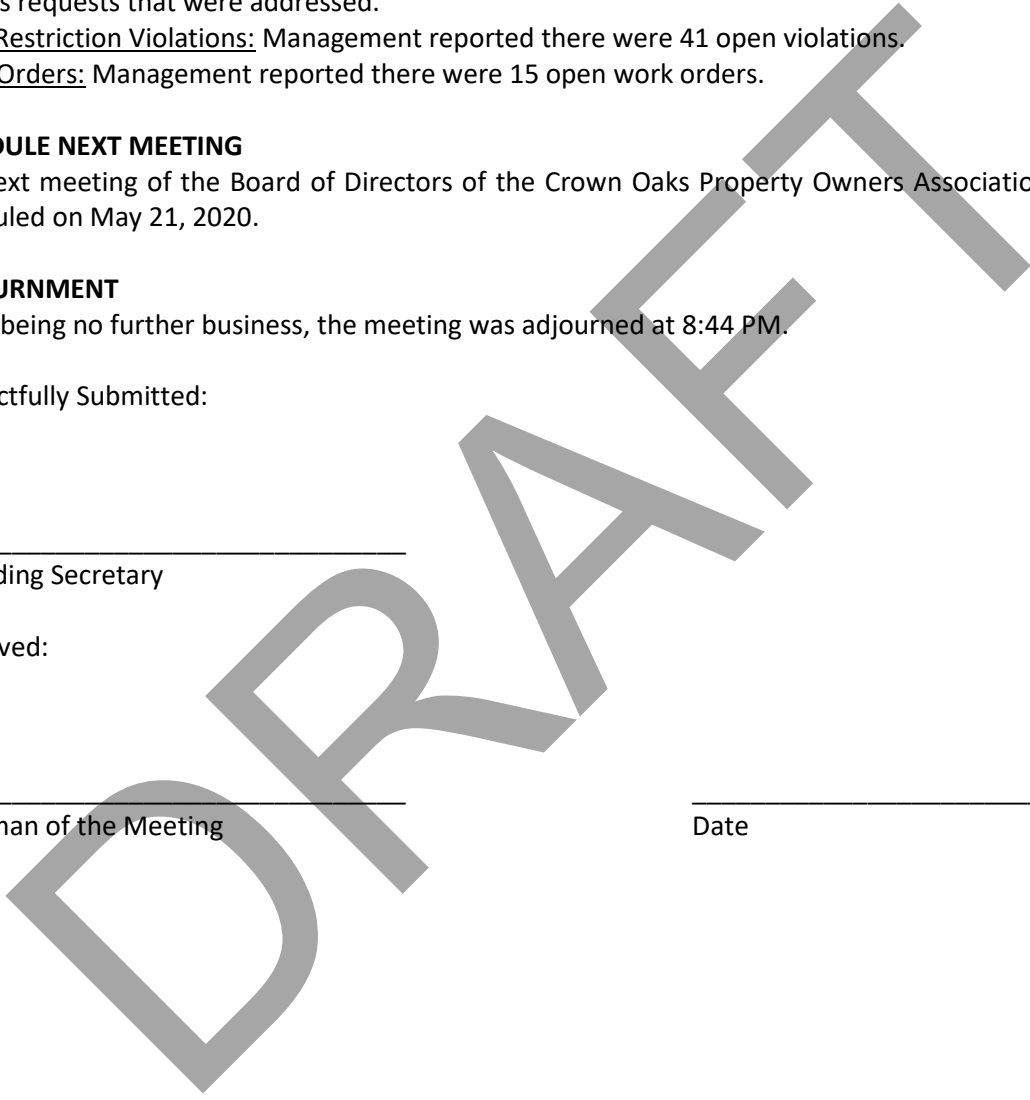 s requests that were addressed.
Restriction Violations: Management reported there were 41 open violations.
Orders: Management reported there were 15 open work orders.
DULE NEXT MEETING
ext meeting of the Board of Directors of the Crown Oaks Property Owners Associatio
uled on May 21, 2020.
URNMENT
being no further business, the meeting was adjourned at 8:44 PM.
ctfully Submitted:
ding Secretary
ved:
man of the Meeting Date
DRAFT